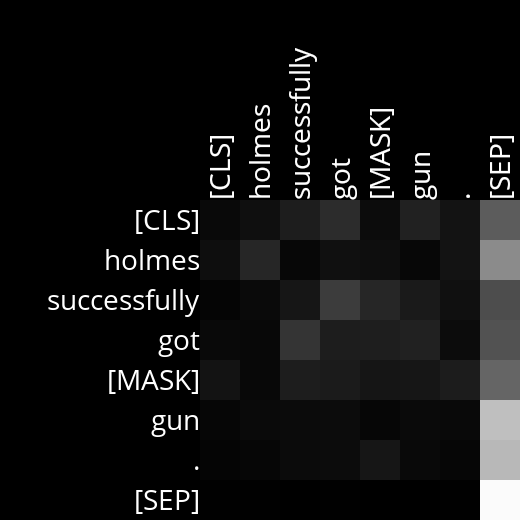 [CLS] holmes successfully got [MASK] gun . [SEP]
[CLS]
holmes
successfully
got
[MASK]
gun
.
[SEP]